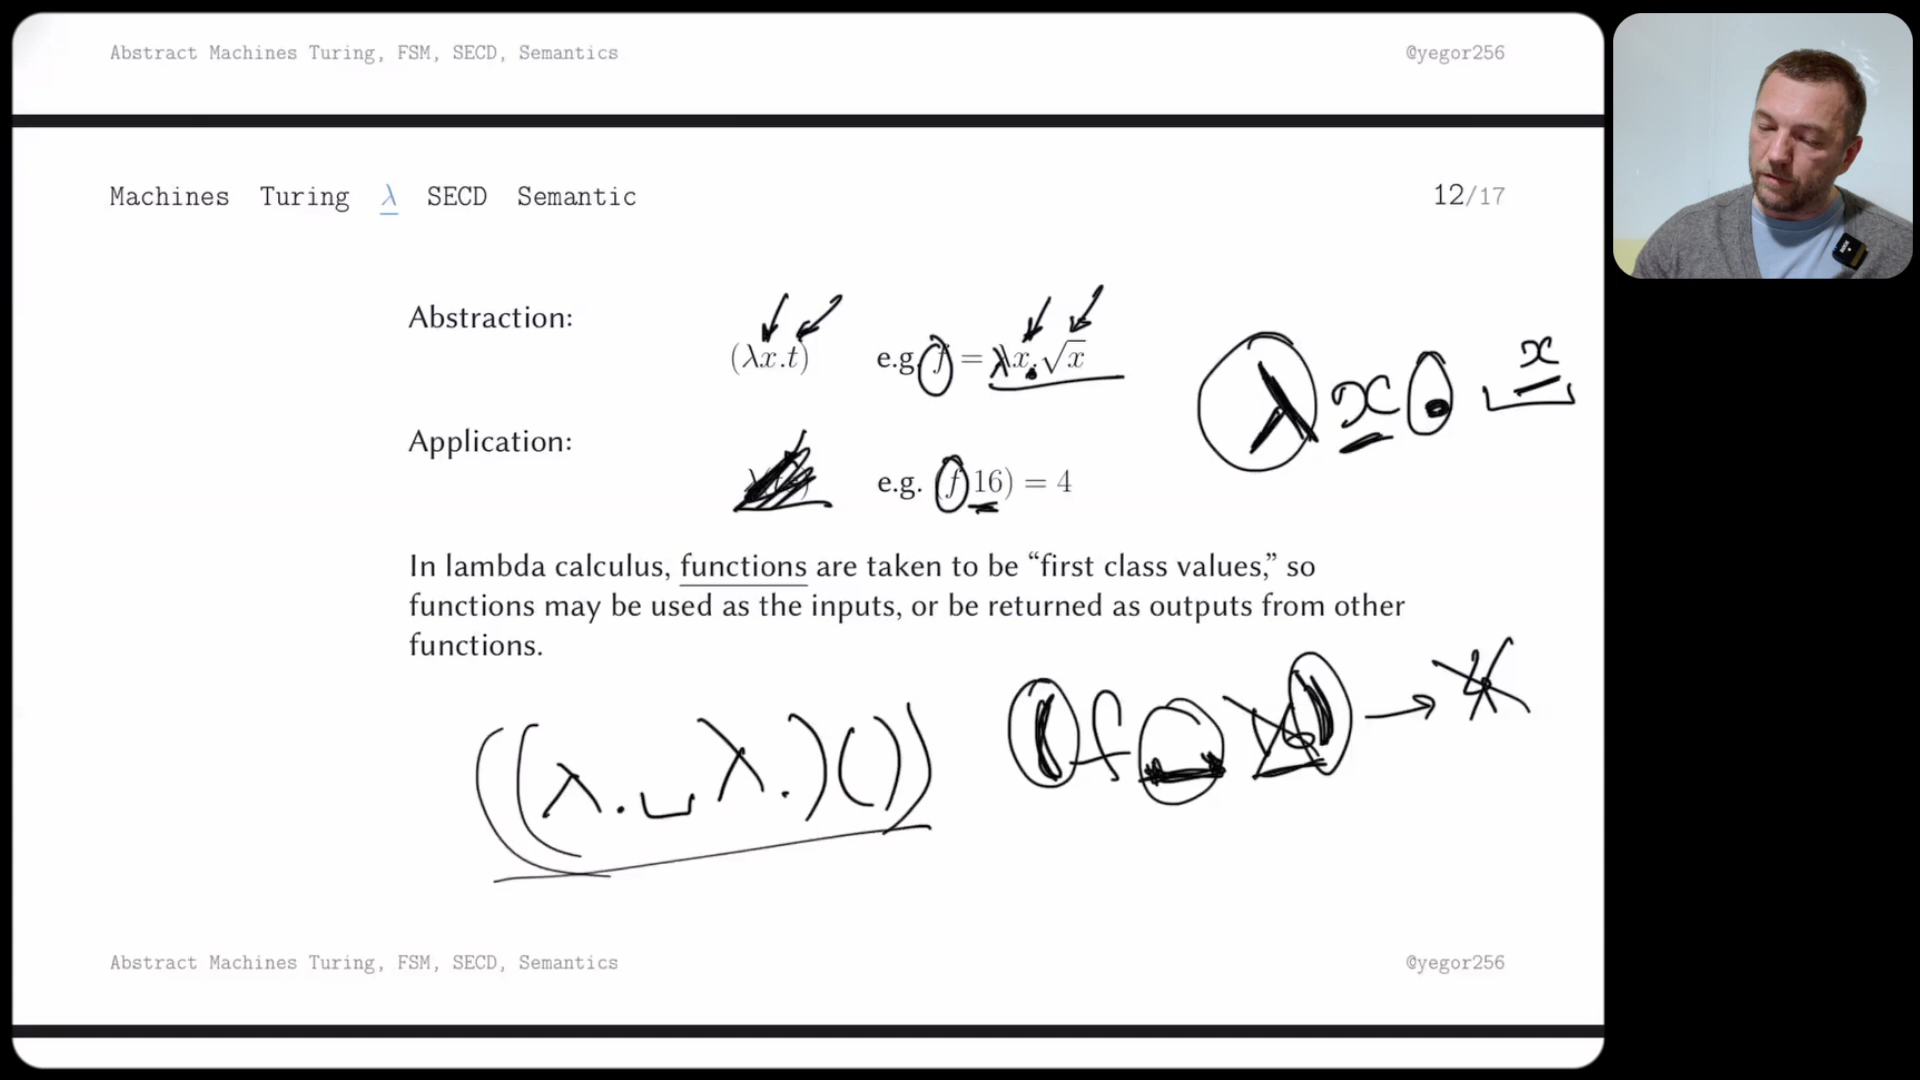 Abstract Machines Turing, FSM, SECD, Semantics @yegor256
Machines Turing λ SECD Semantic 12/17
Abstraction: (λx.t) e.g. f = λx.√x
λx. x
Application: e.g. (f 16) = 4
In lambda calculus, functions are taken to be “first class values,” so
functions may be used as the inputs, or be returned as outputs from other
functions.
((λ.␣λ.)())
(f ) →
Abstract Machines Turing, FSM, SECD, Semantics @yegor256